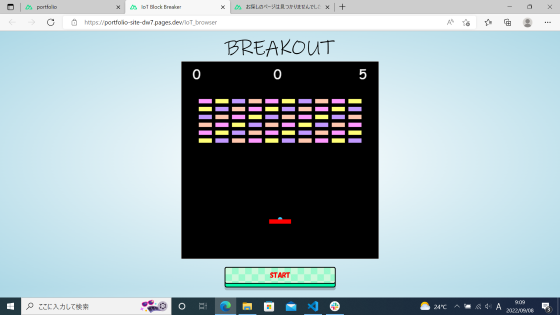 portfolio
IoT Block Breaker
お探しのページは見つかりませんでした
https://portfolio-site-dw7.pages.dev/IoT_browser
BREAKOUT
0 0 5
START
ここに入力して検索
24°C
A
9:09
2022/09/08